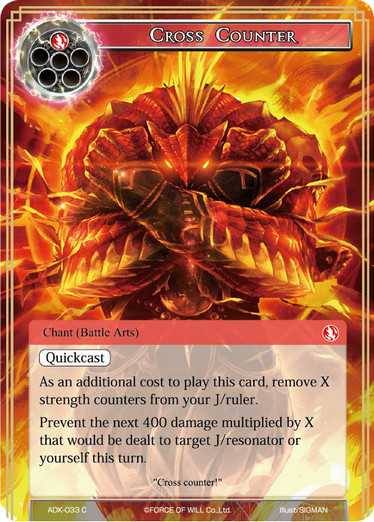 Cross Counter
Chant (Battle Arts)
Quickcast
As an additional cost to play this card, remove X
strength counters from your J/ruler.
Prevent the next 400 damage multiplied by X
that would be dealt to target J/resonator or
yourself this turn.
"Cross counter!"
ADK-033 C ©FORCE OF WILL Co.,Ltd. Illust/SIGMAN